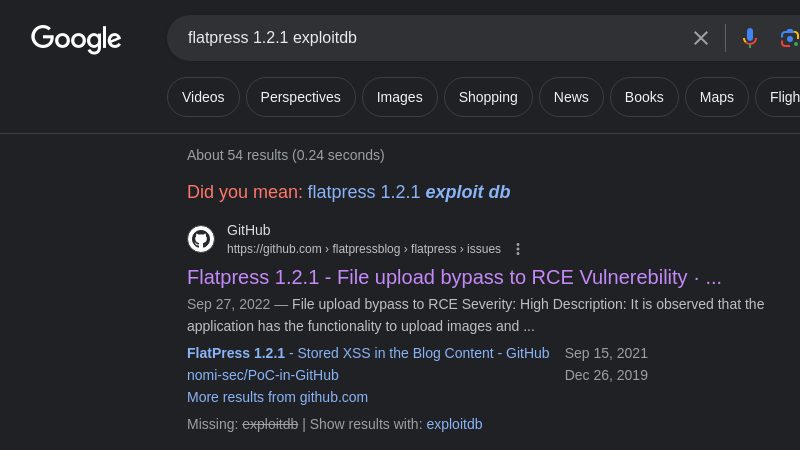 Google
flatpress 1.2.1 exploitdb
Videos Perspectives Images Shopping News Books Maps Fligh
About 54 results (0.24 seconds)
Did you mean: flatpress 1.2.1 exploit db
GitHub
https://github.com › flatpressblog › flatpress › issues
Flatpress 1.2.1 - File upload bypass to RCE Vulnerebility · ...
Sep 27, 2022 — File upload bypass to RCE Severity: High Description: It is observed that the
application has the functionality to upload images and ...
FlatPress 1.2.1 - Stored XSS in the Blog Content - GitHub Sep 15, 2021
nomi-sec/PoC-in-GitHub Dec 26, 2019
More results from github.com
Missing: exploitdb | Show results with: exploitdb